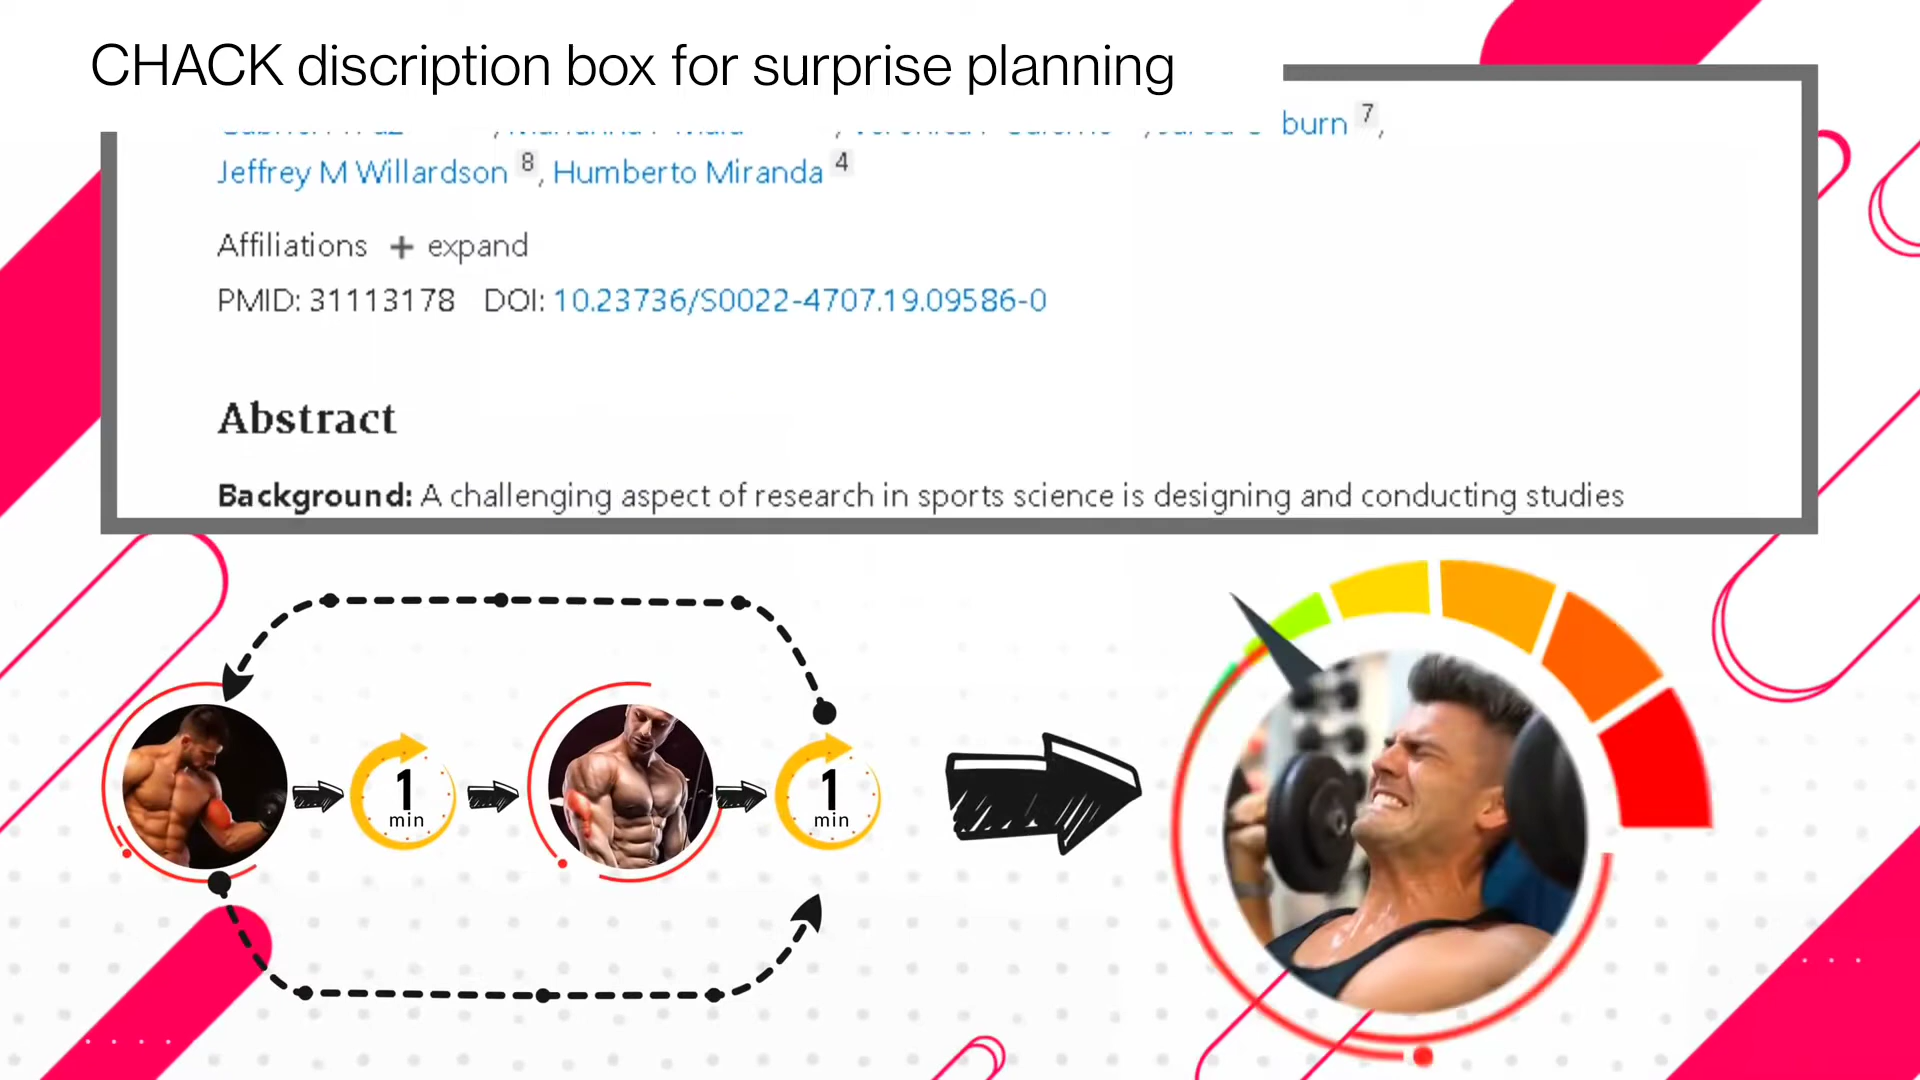 CHACK discription box for surprise planning
burn 7,
Jeffrey M Willardson 8, Humberto Miranda 4
Affiliations + expand
PMID: 31113178 DOI: 10.23736/S0022-4707.19.09586-0
Abstract
Background: A challenging aspect of research in sports science is designing and conducting studies
1
min
1
min